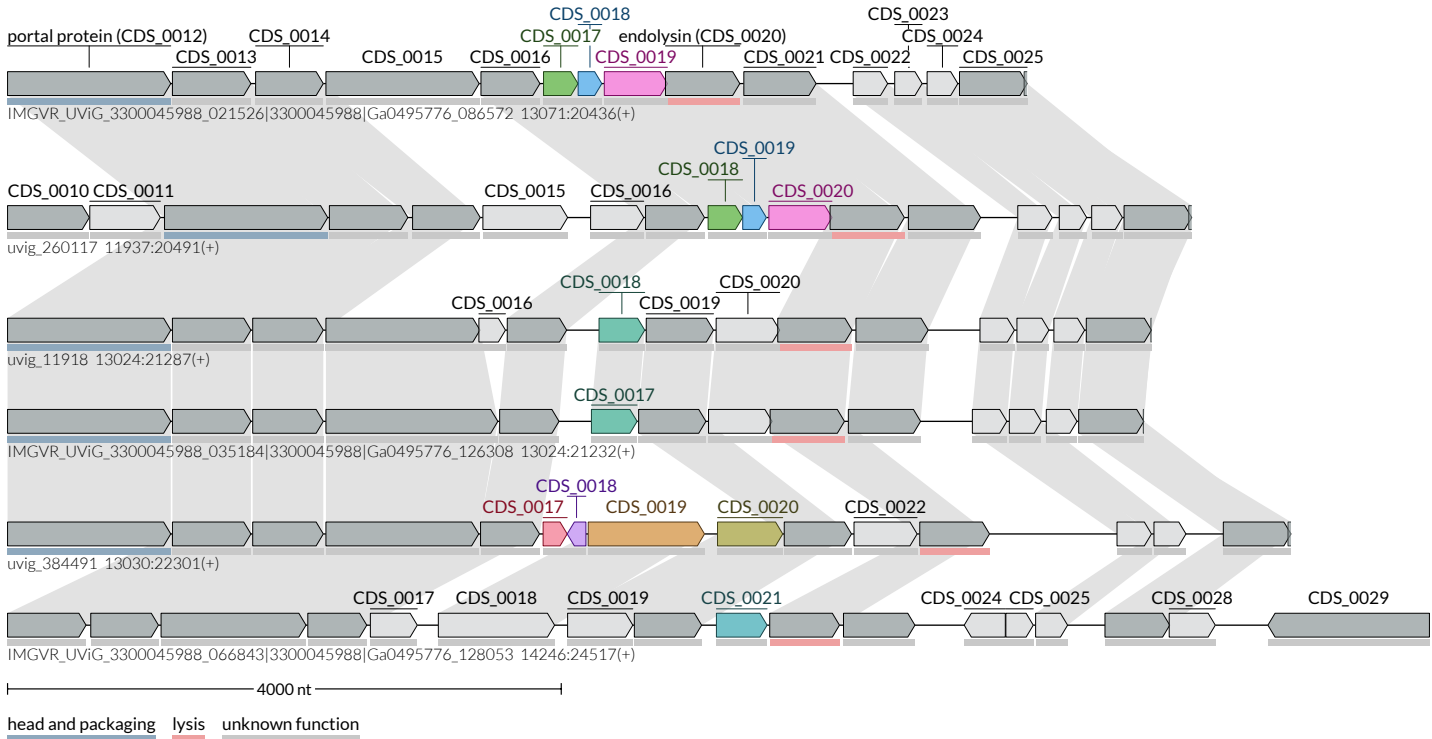 CDS_0018 CDS_0023
portal protein (CDS_0012) CDS_0014 CDS_0017 endolysin (CDS_0020) CDS_0024
CDS_0013 CDS_0015 CDS_0016 CDS_0019 CDS_0021 CDS_0022 CDS_0025
IMGVR_UViG_3300045988_021526|3300045988|Ga0495776_086572 13071:20436(+)
CDS_0019
CDS_0018
CDS_0010 CDS_0011 CDS_0015 CDS_0016 CDS_0020
uvig_260117 11937:20491(+)
CDS_0018 CDS_0020
CDS_0016 CDS_0019
uvig_11918 13024:21287(+)
CDS_0017
IMGVR_UViG_3300045988_035184|3300045988|Ga0495776_126308 13024:21232(+)
CDS_0018
CDS_0017 CDS_0019 CDS_0020 CDS_0022
uvig_384491 13030:22301(+)
CDS_0017 CDS_0018 CDS_0019 CDS_0021 CDS_0024 CDS_0025 CDS_0028 CDS_0029
IMGVR_UViG_3300045988_066843|3300045988|Ga0495776_128053 14246:24517(+)
4000 nt
head and packaging lysis unknown function